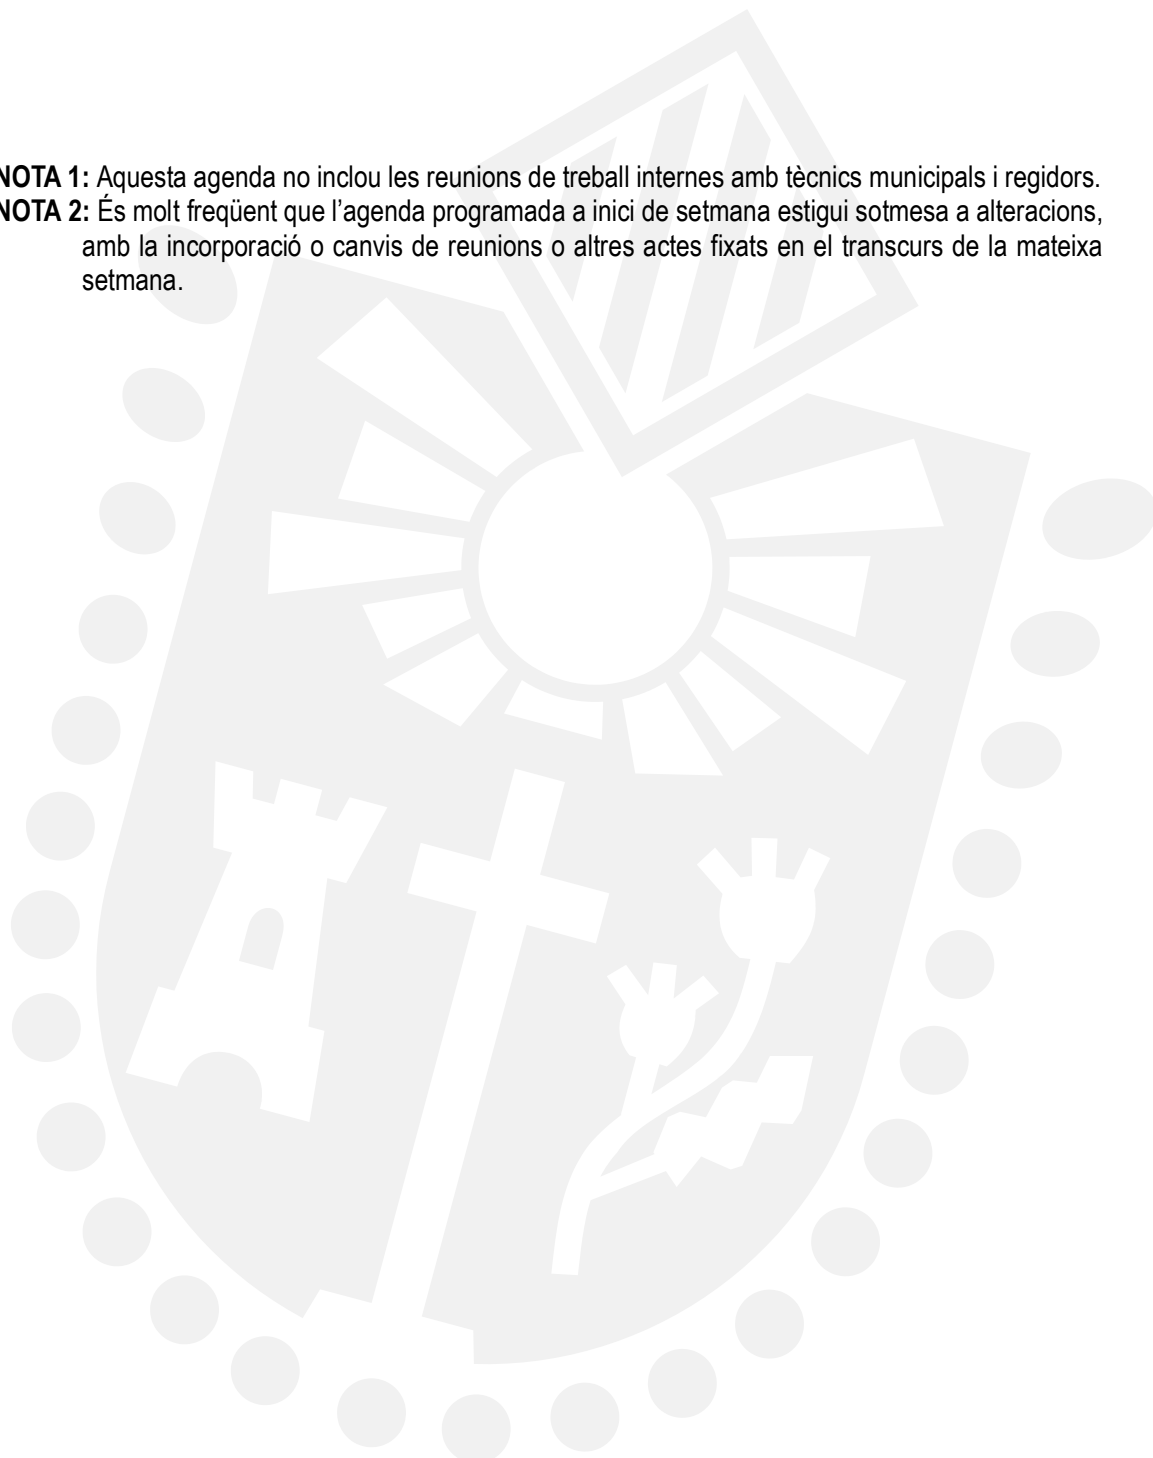 NOTA 1: Aquesta agenda no inclou les reunions de treball internes amb tècnics municipals i regidors.
NOTA 2: És molt freqüent que l’agenda programada a inici de setmana estigui sotmesa a alteracions,
amb la incorporació o canvis de reunions o altres actes fixats en el transcurs de la mateixa
setmana.